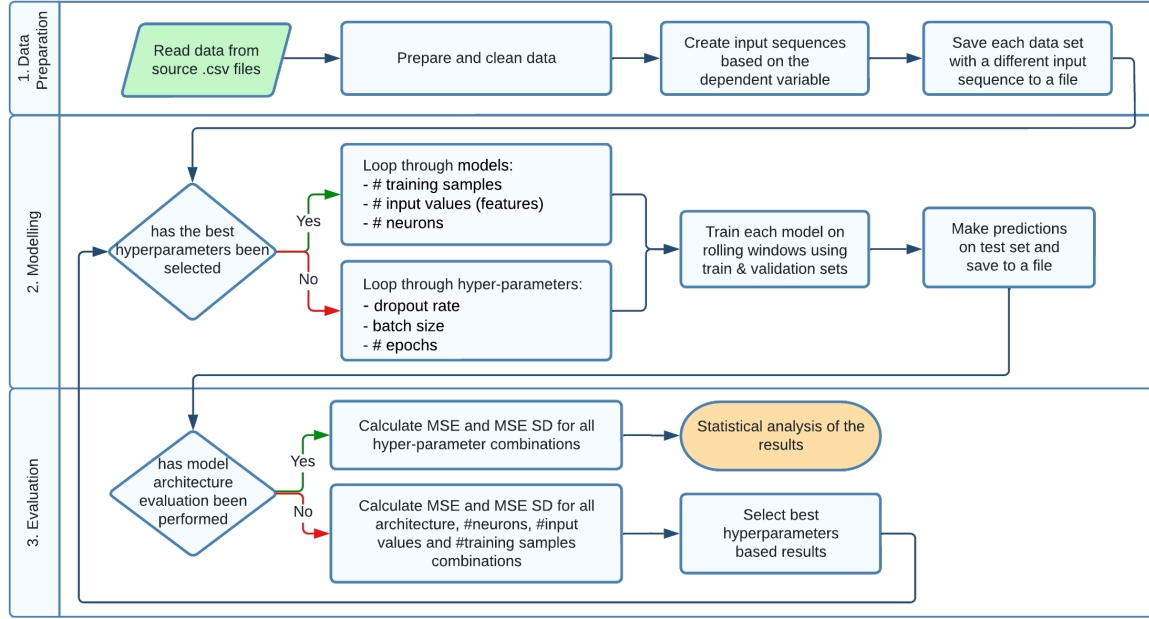 1. Data
Preparation
Read data from
source .csv files
Prepare and clean data
Create input sequences
based on the
dependent variable
Save each data set
with a different input
sequence to a file
2. Modelling
has the best
hyperparameters been
selected
Yes
No
Loop through models:
- # training samples
- # input values (features)
- # neurons
Loop through hyper-parameters:
- dropout rate
- batch size
- # epochs
Train each model on
rolling windows using
train & validation sets
Make predictions
on test set and
save to a file
3. Evaluation
has model
architecture
evaluation been
performed
Yes
No
Calculate MSE and MSE SD for all
hyper-parameter combinations
Statistical analysis of the
results
Calculate MSE and MSE SD for all
architecture, #neurons, #input
values and #training samples
combinations
Select best
hyperparameters
based results